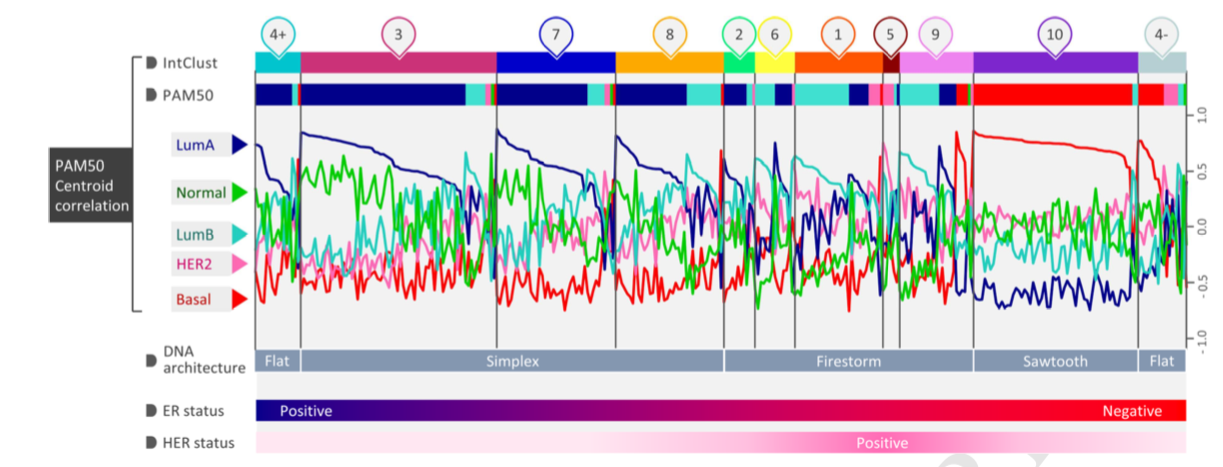 4+ 3 7 8 2 6 1 5 9 10 4-
IntClust
PAM50
1.0
LumA
PAM50
Centroid
correlation
0.5
Normal
LumB
0.0
HER2
Basal
-0.5
-1.0
DNA
architecture
Flat Simplex Firestorm Sawtooth Flat
ER status Positive Negative
HER status Positive